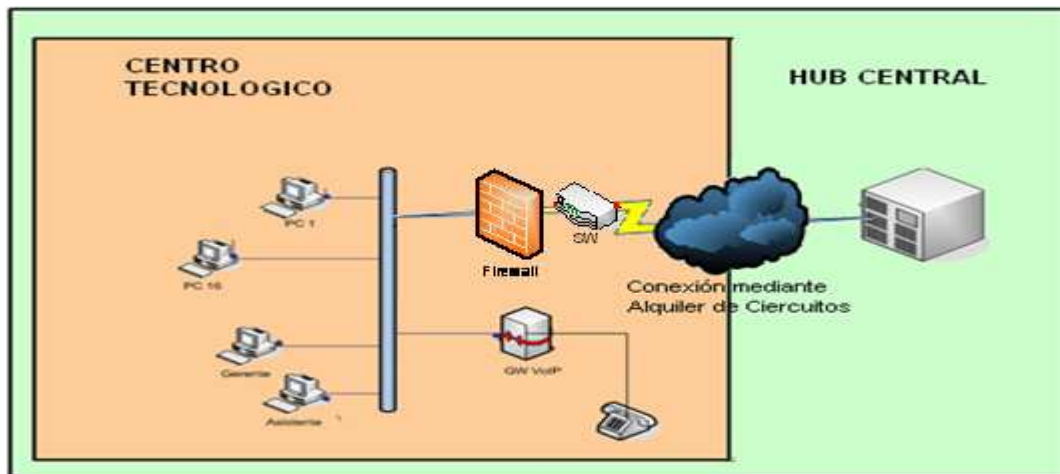 CENTRO
TECNOLOGICO
HUB CENTRAL
PC 1
SW
Firewall
PC 16
Conexión mediante
Alquiler de Ciercuitos
Gerente
GW VoIP
Asistente